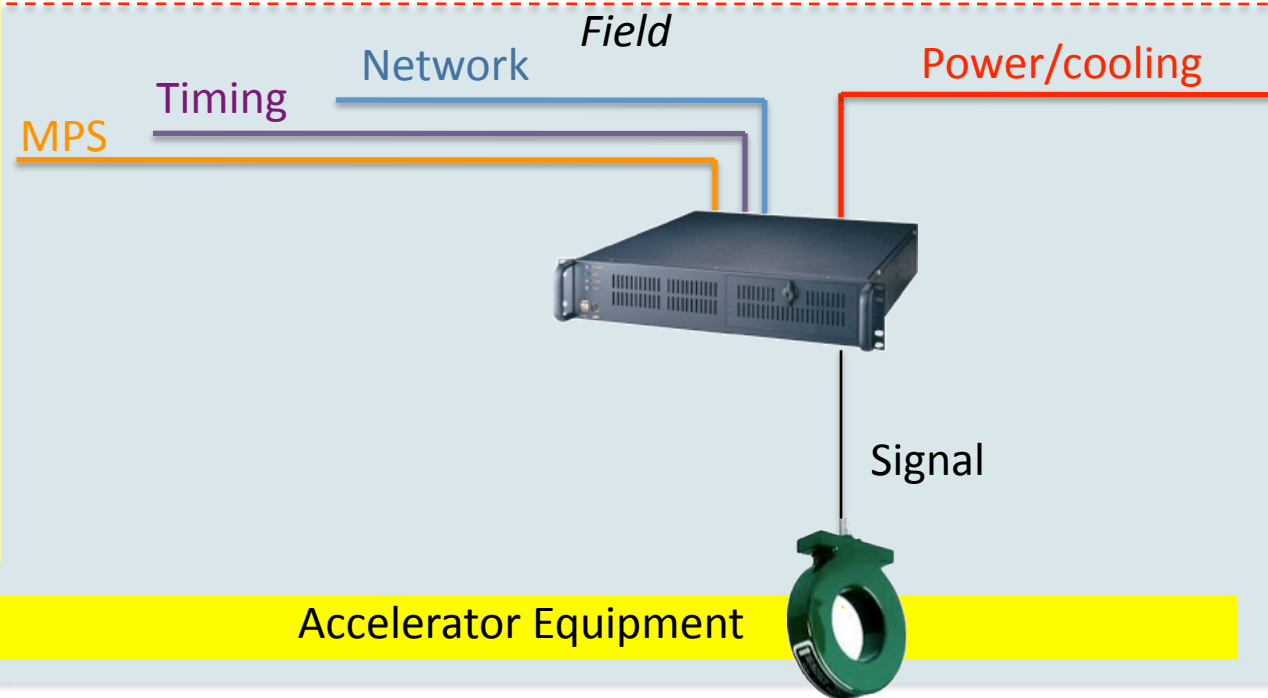 Field
Network
Power/cooling
Timing
MPS
Signal
Accelerator Equipment